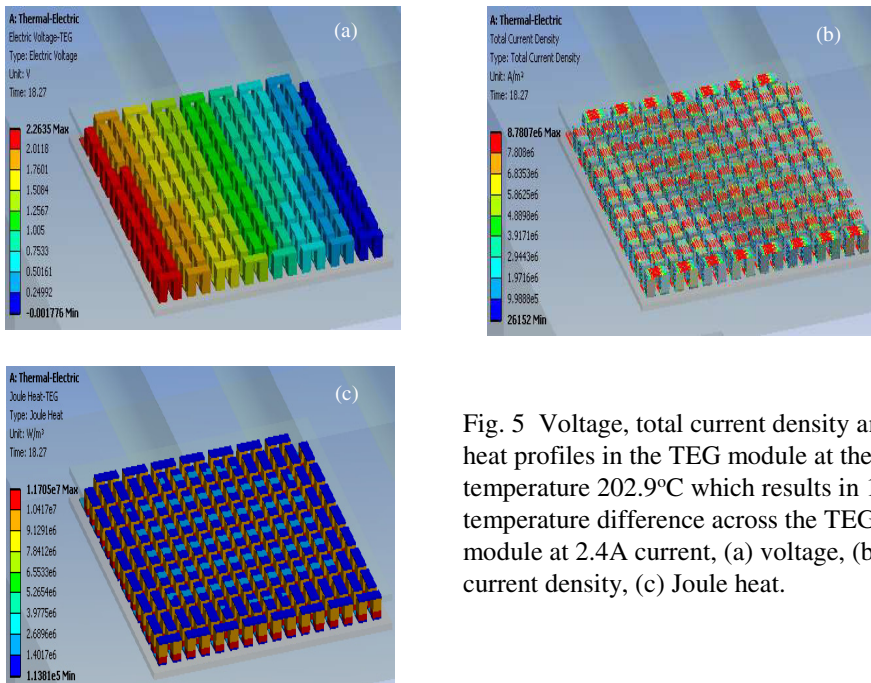 A: Thermal-Electric
Electric Voltage-TEG
Type: Electric Voltage
Unit: V
Time: 18.27
(a)
2.2635 Max
2.0118
1.7601
1.5084
1.2567
1.005
0.7533
0.50161
0.24992
-0.001776 Min
A: Thermal-Electric
Total Current Density
Type: Total Current Density
Unit: A/m²
Time: 18.27
(b)
8.7807e6 Max
7.808e6
6.8353e6
5.8625e6
4.8898e6
3.9171e6
2.9443e6
1.9716e6
9.9888e5
26152 Min
A: Thermal-Electric
Joule Heat-TEG
Type: Joule Heat
Unit: W/m³
Time: 18.27
(c)
1.1705e7 Max
1.0417e7
9.1291e6
7.8412e6
6.5533e6
5.2654e6
3.9775e6
2.6896e6
1.4017e6
1.1381e5 Min
Fig. 5 Voltage, total current density
heat profiles in the TEG module at the
temperature 202.9°C which results in
temperature difference across the TEG
module at 2.4A current, (a) voltage, (b)
current density, (c) Joule heat.